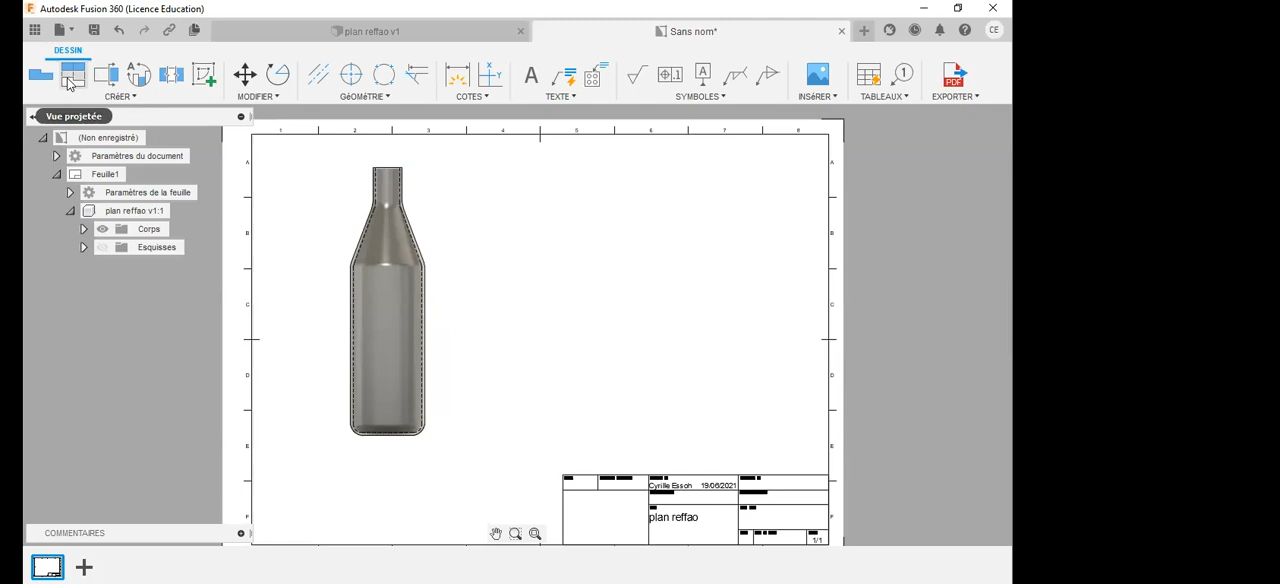 Autodesk Fusion 360 (Licence Education)
plan reffao v1
Sans nom*
CE
DESSIN
CRÉER
MODIFIER
GÉOMÉTRIE
COTES
TEXTE
SYMBOLES
INSÉRER
TABLEAUX
EXPORTER
Vue projetée
(Non enregistré)
Paramètres du document
Feuille1
Paramètres de la feuille
plan reffao v1:1
Corps
Esquisses
1 2 3 4 5 6 7 8
A A
B B
C C
D D
E E
F F
Cyrille Essoh 19/06/2021
plan reffao
1/1
COMMENTAIRES